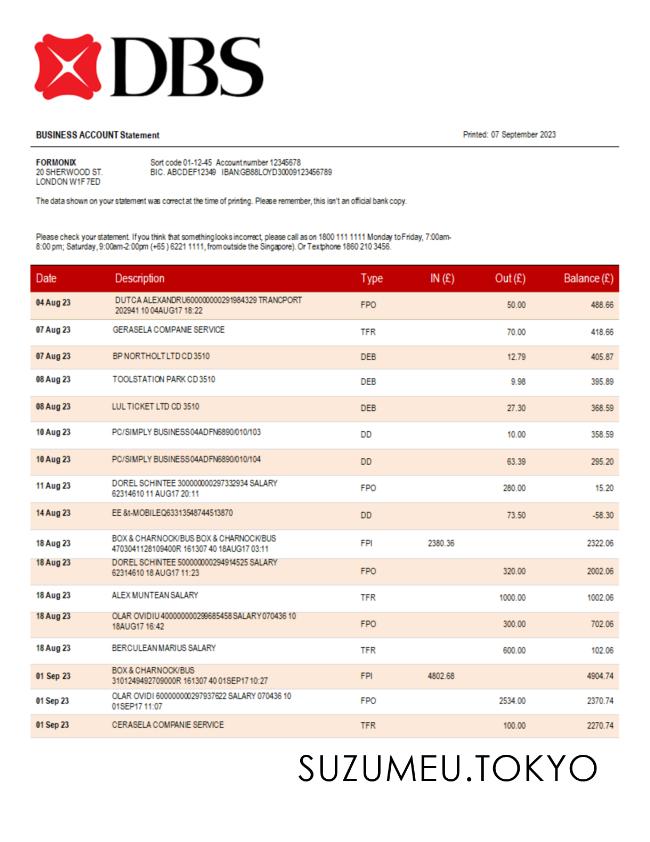 DBS
BUSINESS ACCOUNT Statement
Printed: 07 September 2023
FORMONIX
Sort code 01-12-45 Account number 12345678
20 SHERWOOD ST.
BIC. ABCDEF12349 IBAN:GB88LOYD30009123456789
LONDON W1F 7ED
The data shown on your statement was correct at the time of printing. Please remember, this isn't an official bank copy.
Please check your statement. If you think that something looks incorrect, please call as on 1800 111 1111 Monday to Friday, 7:00am-
8:00 pm; Saturday, 9:00am-2:00pm (+65 ) 6221 1111, from outside the Singapore). Or Textphone 1860 210 3456.
Date Description Type IN (£) Out (£) Balance (£)
04 Aug 23 DUTCA ALEXANDRU600000000291984329 TRANCPORT FPO 50.00 488.66
202941 10 04AUG17 18:22
07 Aug 23 GERASELA COMPANIE SERVICE TFR 70.00 418.66
07 Aug 23 BP NORTHOLT LTD CD 3510 DEB 12.79 405.87
08 Aug 23 TOOLSTATION PARK CD 3510 DEB 9.98 395.89
08 Aug 23 LUL TICKET LTD CD 3510 DEB 27.30 368.59
10 Aug 23 PC/SIMPLY BUSINESS04ADFN6890/010/103 DD 10.00 358.59
10 Aug 23 PC/SIMPLY BUSINESS04ADFN6890/010/104 DD 63.39 295.20
11 Aug 23 DOREL SCHINTEE 300000000297332934 SALARY FPO 280.00 15.20
62314610 11 AUG17 20:11
14 Aug 23 EE &t-MOBILEQ63313548744513870 DD 73.50 -58.30
18 Aug 23 BOX & CHARNOCK/BUS BOX & CHARNOCK/BUS FPI 2380.36 2322.06
4703041128109400R 161307 40 18AUG17 03:11
18 Aug 23 DOREL SCHINTEE 500000000294914525 SALARY FPO 320.00 2002.06
62314610 18 AUG17 11:23
18 Aug 23 ALEX MUNTEAN SALARY TFR 1000.00 1002.06
18 Aug 23 OLAR OVIDIU 400000000299685458 SALARY 070436 10 FPO 300.00 702.06
18AUG17 16:42
18 Aug 23 BERCULEAN MARIUS SALARY TFR 600.00 102.06
01 Sep 23 BOX & CHARNOCK/BUS FPI 4802.68 4904.74
3101249492709000R 161307 40 01SEP17 10:27
01 Sep 23 OLAR OVIDI 600000000297937622 SALARY 070436 10 FPO 2534.00 2370.74
01SEP17 11:07
01 Sep 23 CERASELA COMPANIE SERVICE TFR 100.00 2270.74
SUZUMEU.TOKYO